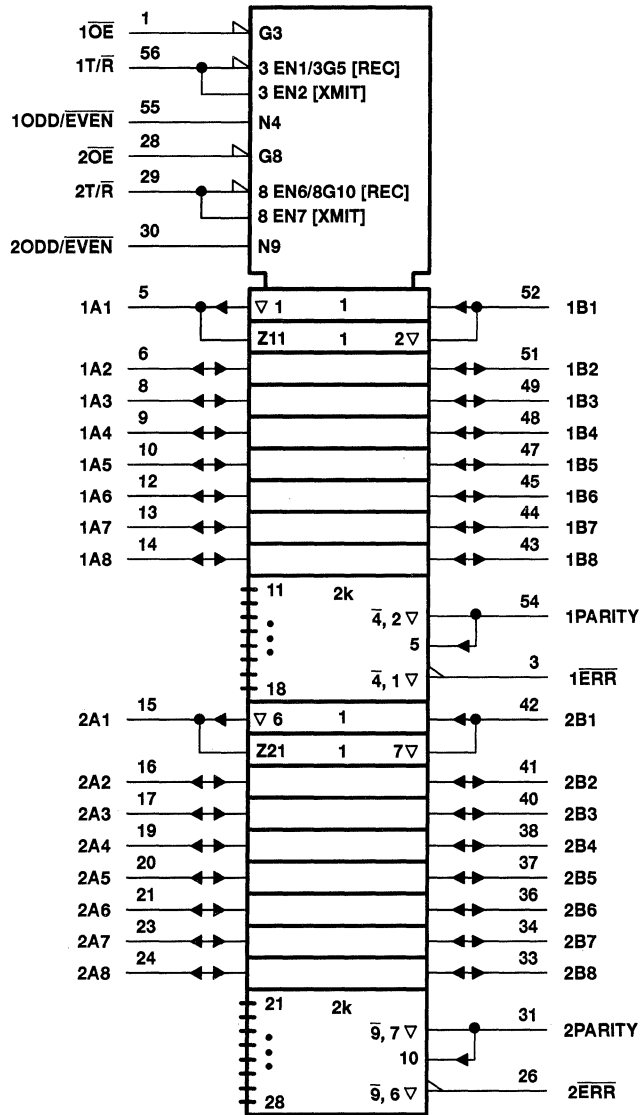 1O̅E̅ 1 G3
1T/R̅ 56 3 EN1/3G5 [REC]
3 EN2 [XMIT]
1ODD/E̅V̅E̅N̅ 55 N4
2O̅E̅ 28 G8
2T/R̅ 29 8 EN6/8G10 [REC]
8 EN7 [XMIT]
2ODD/E̅V̅E̅N̅ 30 N9
1A1 5 ▽ 1 1 52 1B1
Z11 1 2 ▽
1A2 6 51 1B2
1A3 8 49 1B3
1A4 9 48 1B4
1A5 10 47 1B5
1A6 12 45 1B6
1A7 13 44 1B7
1A8 14 43 1B8
11 2k
4̅, 2 ▽ 54 1PARITY
5
18 4̅, 1 ▽ 3 1E̅R̅R̅
2A1 15 ▽ 6 1 42 2B1
Z21 1 7 ▽
2A2 16 41 2B2
2A3 17 40 2B3
2A4 19 38 2B4
2A5 20 37 2B5
2A6 21 36 2B6
2A7 23 34 2B7
2A8 24 33 2B8
21 2k
9̅, 7 ▽ 31 2PARITY
10
28 9̅, 6 ▽ 26 2E̅R̅R̅